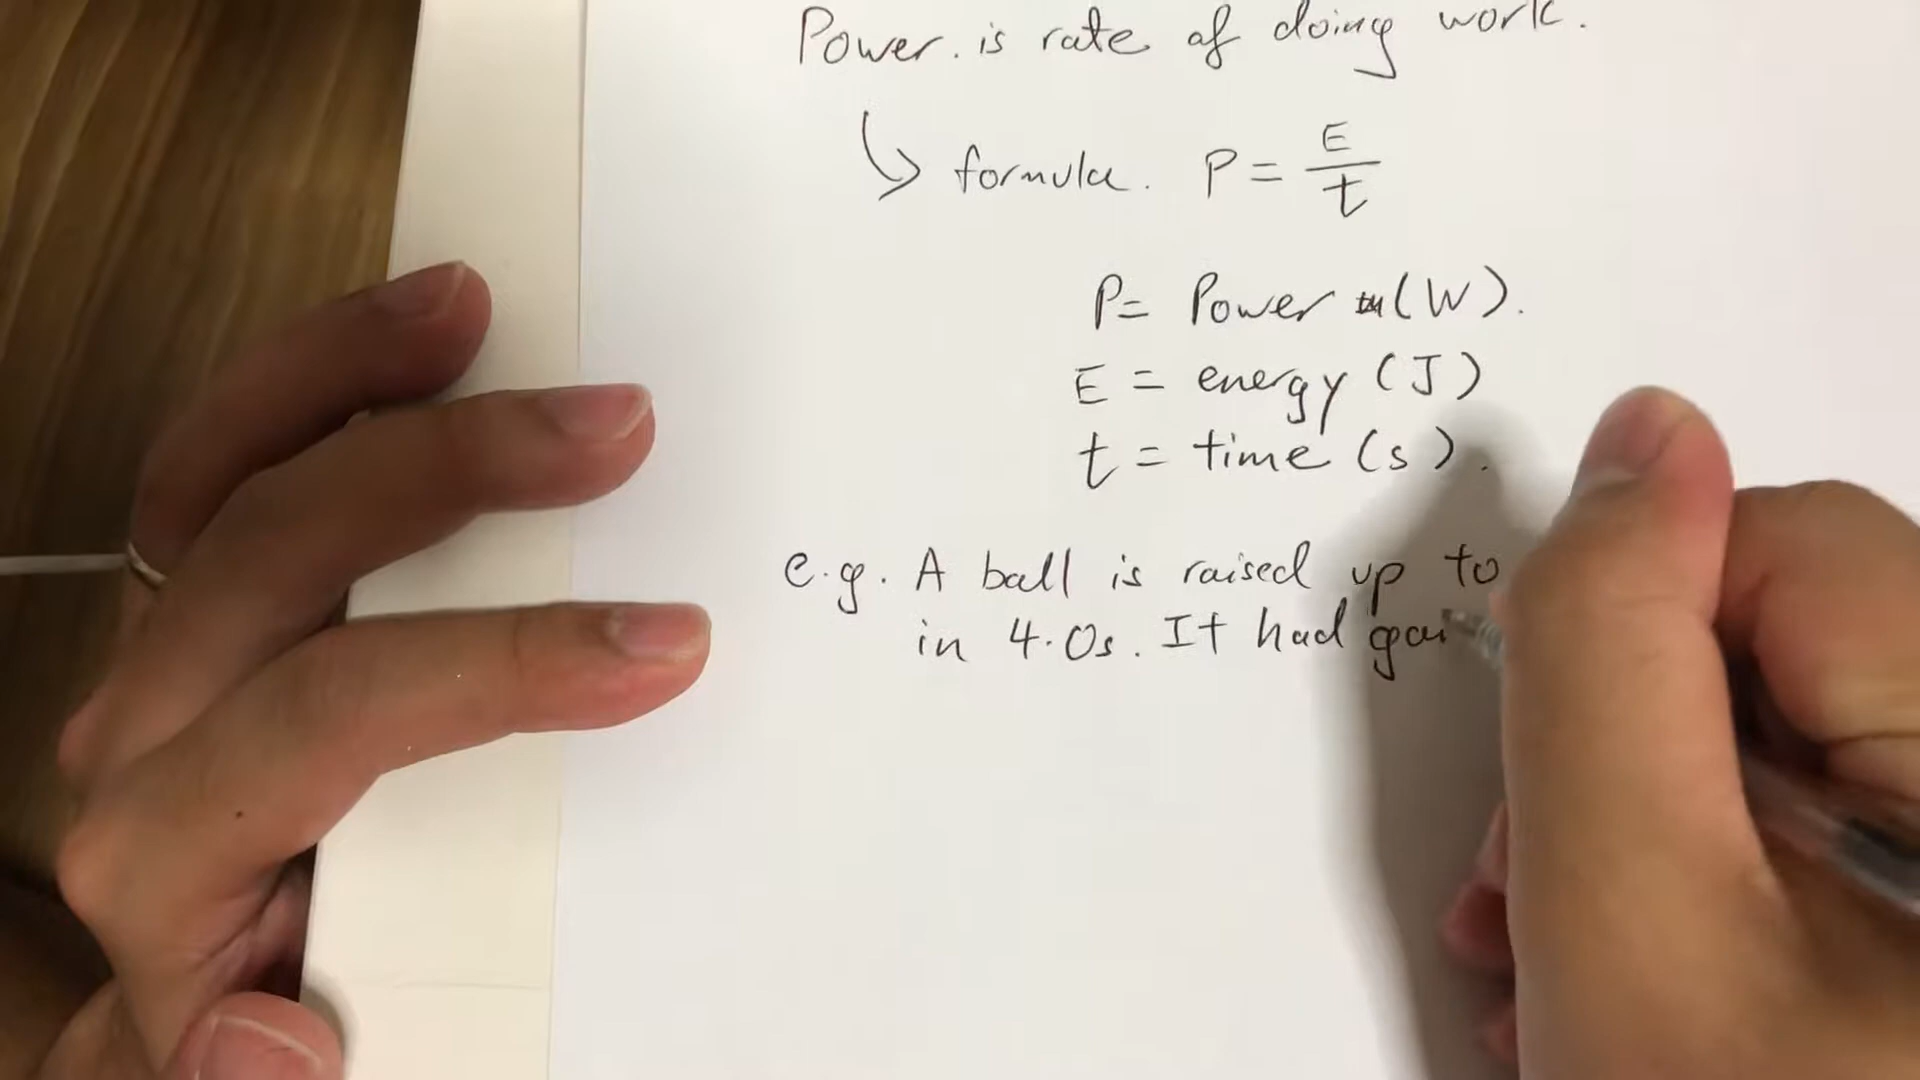 Power. is rate of doing work.
formula. P = E/t
P = Power (W).
E = energy (J)
t = time (s).
e.g. A ball is raised up to
in 4.0s. It had gai